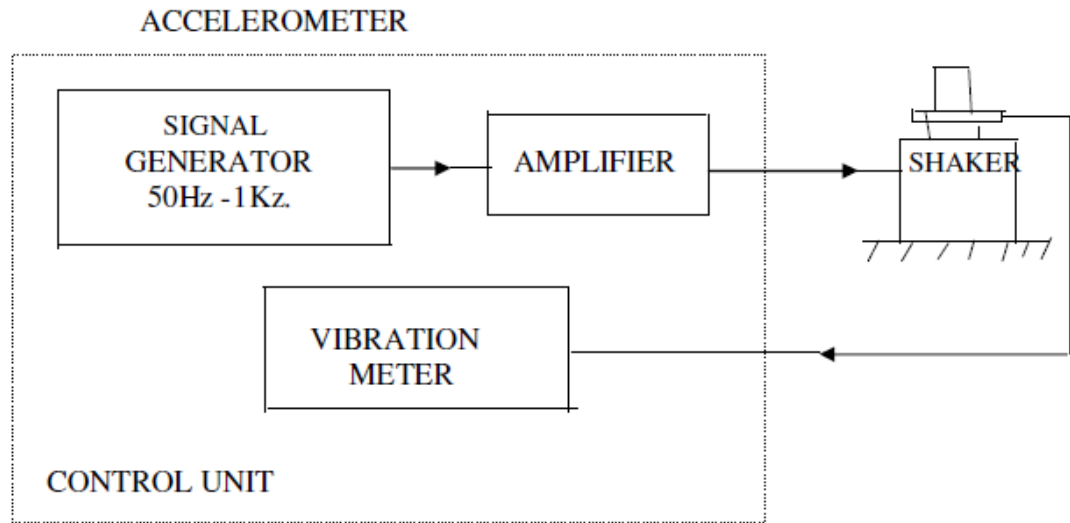 ACCELEROMETER
SIGNAL
GENERATOR
50Hz -1Kz.
AMPLIFIER
SHAKER
VIBRATION
METER
CONTROL UNIT